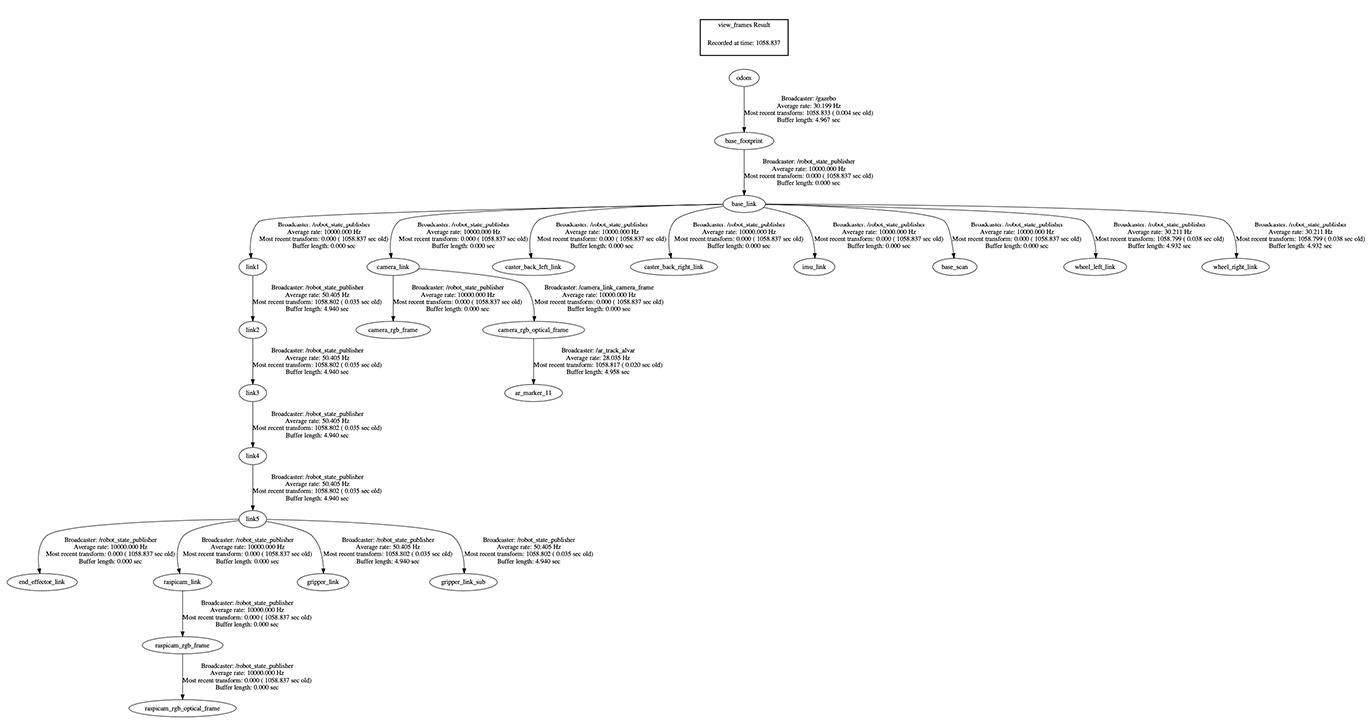 view_frames Result
Recorded at time: 1058.837
odom
Broadcaster: /gazebo
Average rate: 30.199 Hz
Most recent transform: 1058.833 ( 0.004 sec old)
Buffer length: 4.967 sec
base_footprint
Broadcaster: /robot_state_publisher
Average rate: 10000.000 Hz
Most recent transform: 0.000 ( 1058.837 sec old)
Buffer length: 0.000 sec
base_link
Broadcaster: /robot_state_publisher
Average rate: 10000.000 Hz
Most recent transform: 0.000 ( 1058.837 sec old)
Buffer length: 0.000 sec
Broadcaster: /robot_state_publisher
Average rate: 10000.000 Hz
Most recent transform: 0.000 ( 1058.837 sec old)
Buffer length: 0.000 sec
Broadcaster: /robot_state_publisher
Average rate: 10000.000 Hz
Most recent transform: 0.000 ( 1058.837 sec old)
Buffer length: 0.000 sec
Broadcaster: /robot_state_publisher
Average rate: 10000.000 Hz
Most recent transform: 0.000 ( 1058.837 sec old)
Buffer length: 0.000 sec
Broadcaster: /robot_state_publisher
Average rate: 10000.000 Hz
Most recent transform: 0.000 ( 1058.837 sec old)
Buffer length: 0.000 sec
Broadcaster: /robot_state_publisher
Average rate: 10000.000 Hz
Most recent transform: 0.000 ( 1058.837 sec old)
Buffer length: 0.000 sec
Broadcaster: /robot_state_publisher
Average rate: 30.211 Hz
Most recent transform: 1058.799 ( 0.038 sec old)
Buffer length: 4.932 sec
Broadcaster: /robot_state_publisher
Average rate: 30.211 Hz
Most recent transform: 1058.799 ( 0.038 sec old)
Buffer length: 4.932 sec
link1
camera_link
caster_back_left_link
caster_back_right_link
imu_link
base_scan
wheel_left_link
wheel_right_link
Broadcaster: /robot_state_publisher
Average rate: 50.405 Hz
Most recent transform: 1058.802 ( 0.035 sec old)
Buffer length: 4.940 sec
Broadcaster: /robot_state_publisher
Average rate: 10000.000 Hz
Most recent transform: 0.000 ( 1058.837 sec old)
Buffer length: 0.000 sec
Broadcaster: /camera_link_camera_frame
Average rate: 10000.000 Hz
Most recent transform: 0.000 ( 1058.837 sec old)
Buffer length: 0.000 sec
link2
camera_rgb_frame
camera_rgb_optical_frame
Broadcaster: /robot_state_publisher
Average rate: 50.405 Hz
Most recent transform: 1058.802 ( 0.035 sec old)
Buffer length: 4.940 sec
Broadcaster: /ar_track_alvar
Average rate: 28.035 Hz
Most recent transform: 1058.817 ( 0.020 sec old)
Buffer length: 4.958 sec
link3
ar_marker_11
Broadcaster: /robot_state_publisher
Average rate: 50.405 Hz
Most recent transform: 1058.802 ( 0.035 sec old)
Buffer length: 4.940 sec
link4
Broadcaster: /robot_state_publisher
Average rate: 50.405 Hz
Most recent transform: 1058.802 ( 0.035 sec old)
Buffer length: 4.940 sec
link5
Broadcaster: /robot_state_publisher
Average rate: 10000.000 Hz
Most recent transform: 0.000 ( 1058.837 sec old)
Buffer length: 0.000 sec
Broadcaster: /robot_state_publisher
Average rate: 10000.000 Hz
Most recent transform: 0.000 ( 1058.837 sec old)
Buffer length: 0.000 sec
Broadcaster: /robot_state_publisher
Average rate: 50.405 Hz
Most recent transform: 1058.802 ( 0.035 sec old)
Buffer length: 4.940 sec
Broadcaster: /robot_state_publisher
Average rate: 50.405 Hz
Most recent transform: 1058.802 ( 0.035 sec old)
Buffer length: 4.940 sec
end_effector_link
raspicam_link
gripper_link
gripper_link_sub
Broadcaster: /robot_state_publisher
Average rate: 10000.000 Hz
Most recent transform: 0.000 ( 1058.837 sec old)
Buffer length: 0.000 sec
raspicam_rgb_frame
Broadcaster: /robot_state_publisher
Average rate: 10000.000 Hz
Most recent transform: 0.000 ( 1058.837 sec old)
Buffer length: 0.000 sec
raspicam_rgb_optical_frame